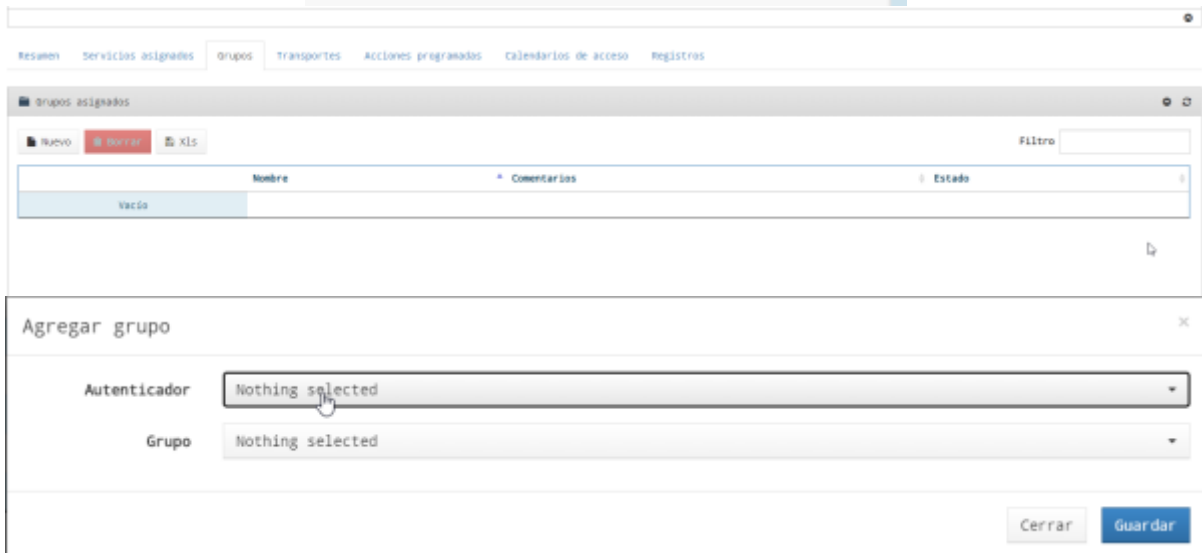 Resumen Servicios asignados Grupos Transportes Acciones programadas Calendarios de acceso Registros
Grupos asignados
Nuevo Borrar Xls Filtro
Nombre Comentarios Estado
Vacío
Agregar grupo
Autenticador Nothing selected
Grupo Nothing selected
Cerrar Guardar